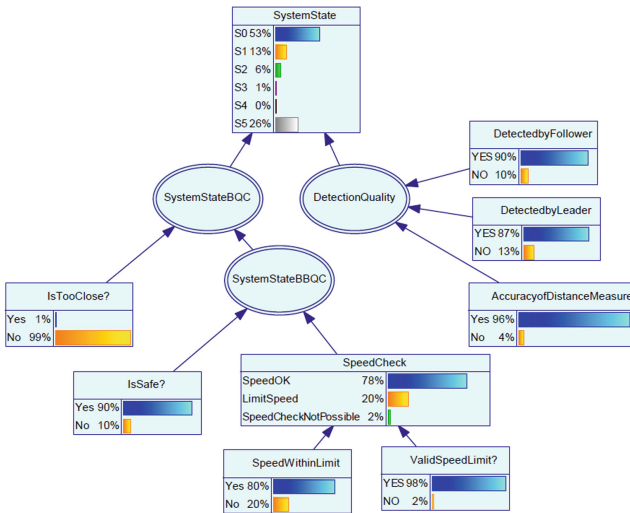 SystemState
S0 53%
S1 13%
S2 6%
S3 1%
S4 0%
S5 26%
DetectedbyFollower
YES 90%
NO 10%
SystemStateBQC
DetectionQuality
DetectedbyLeader
YES 87%
NO 13%
SystemStateBBQC
IsTooClose?
Yes 1%
No 99%
AccuracyofDistanceMeasure
Yes 96%
No 4%
SpeedCheck
SpeedOK 78%
LimitSpeed 20%
SpeedCheckNotPossible 2%
IsSafe?
Yes 90%
No 10%
SpeedWithinLimit
Yes 80%
No 20%
ValidSpeedLimit?
YES 98%
NO 2%